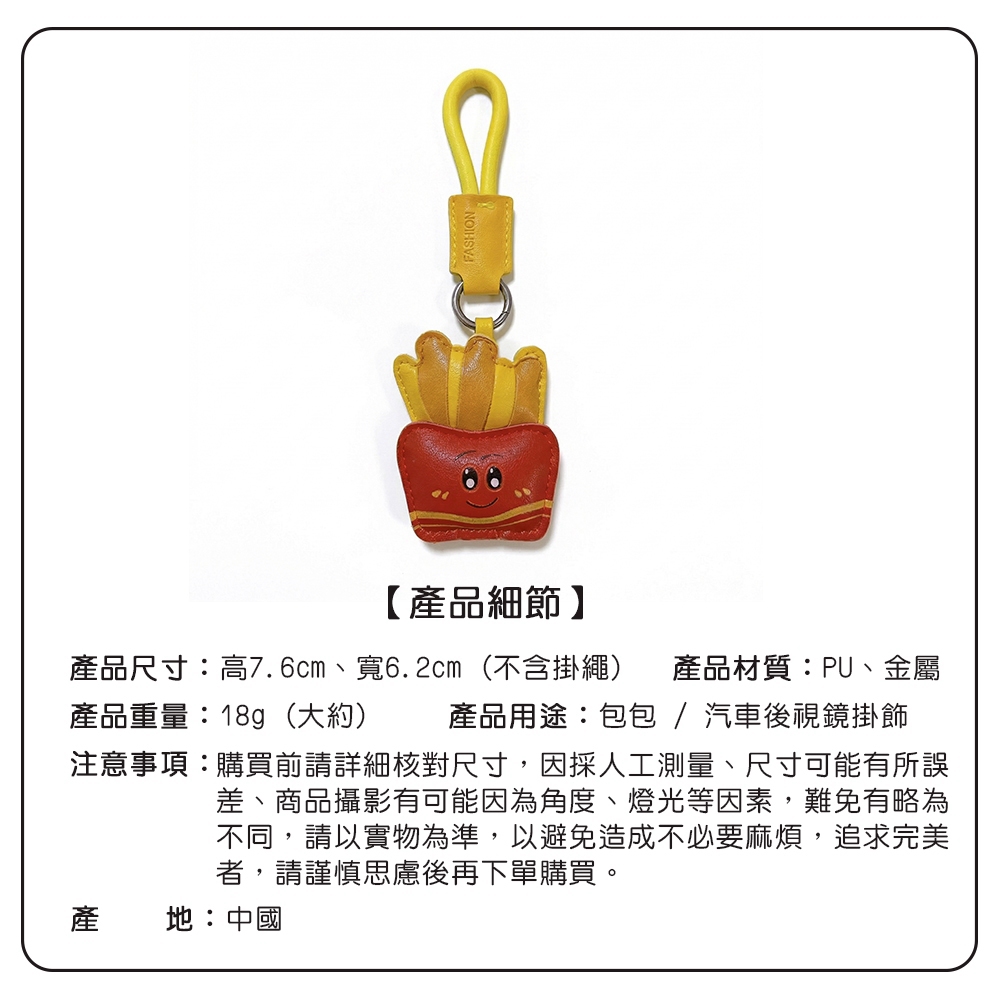 FASHION
【產品細節】
產品尺寸：高7.6cm、寬6.2cm（不含掛繩） 產品材質：PU、金屬
產品重量：18g（大約） 產品用途：包包 / 汽車後視鏡掛飾
注意事項：購買前請詳細核對尺寸，因採人工測量、尺寸可能有所誤
差、商品攝影有可能因為角度、燈光等因素，難免有略為
不同，請以實物為準，以避免造成不必要麻煩，追求完美
者，請謹慎思慮後再下單購買。
產 地：中國